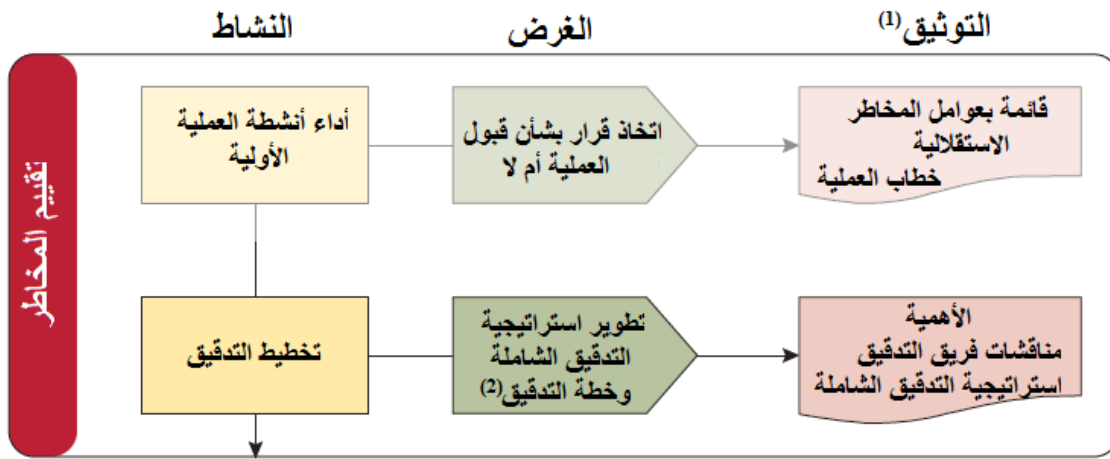 النشاط
الغرض
التوثيق(1)
تقييم المخاطر
أداء أنشطة العملية
الأولية
اتخاذ قرار بشأن قبول
العملية أم لا
قائمة بعوامل المخاطر
الاستقلالية
خطاب العملية
تخطيط التدقيق
تطوير استراتيجية
التدقيق الشاملة
وخطة التدقيق(2)
الأهمية
مناقشات فريق التدقيق
استراتيجية التدقيق الشاملة